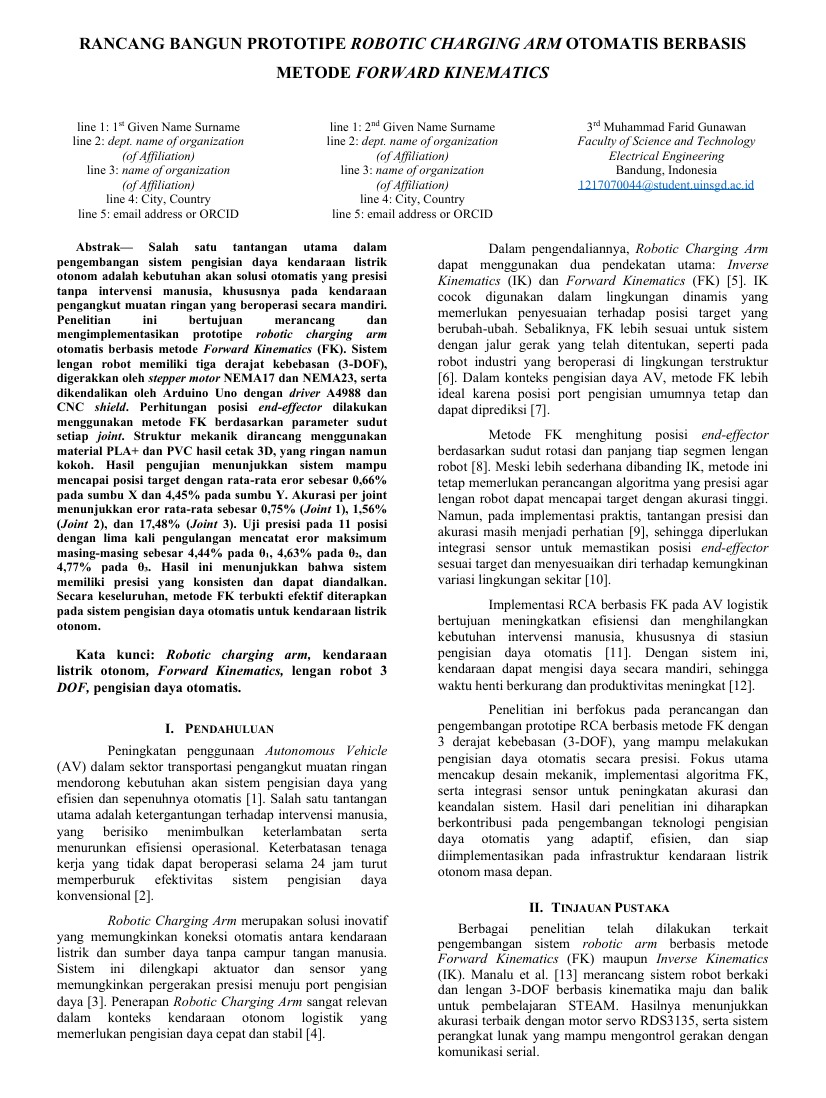 RANCANG BANGUN PROTOTIPE ROBOTIC CHARGING ARM OTOMATIS BERBASIS
METODE FORWARD KINEMATICS
line 1: 1st Given Name Surname
line 2: dept. name of organization
(of Affiliation)
line 3: name of organization
(of Affiliation)
line 4: City, Country
line 5: email address or ORCID
line 1: 2nd Given Name Surname
line 2: dept. name of organization
(of Affiliation)
line 3: name of organization
(of Affiliation)
line 4: City, Country
line 5: email address or ORCID
3rd Muhammad Farid Gunawan
Faculty of Science and Technology
Electrical Engineering
Bandung, Indonesia
1217070044@student.uinsgd.ac.id
Abstrak— Salah satu tantangan utama dalam
pengembangan sistem pengisian daya kendaraan listrik
otonom adalah kebutuhan akan solusi otomatis yang presisi
tanpa intervensi manusia, khususnya pada kendaraan
pengangkut muatan ringan yang beroperasi secara mandiri.
Penelitian ini bertujuan merancang dan
mengimplementasikan prototipe robotic charging arm
otomatis berbasis metode Forward Kinematics (FK). Sistem
lengan robot memiliki tiga derajat kebebasan (3-DOF),
digerakkan oleh stepper motor NEMA17 dan NEMA23, serta
dikendalikan oleh Arduino Uno dengan driver A4988 dan
CNC shield. Perhitungan posisi end-effector dilakukan
menggunakan metode FK berdasarkan parameter sudut
setiap joint. Struktur mekanik dirancang menggunakan
material PLA+ dan PVC hasil cetak 3D, yang ringan namun
kokoh. Hasil pengujian menunjukkan sistem mampu
mencapai posisi target dengan rata-rata eror sebesar 0,66%
pada sumbu X dan 4,45% pada sumbu Y. Akurasi per joint
menunjukkan eror rata-rata sebesar 0,75% (Joint 1), 1,56%
(Joint 2), dan 17,48% (Joint 3). Uji presisi pada 11 posisi
dengan lima kali pengulangan mencatat eror maksimum
masing-masing sebesar 4,44% pada θ₁, 4,63% pada θ₂, dan
4,77% pada θ₃. Hasil ini menunjukkan bahwa sistem
memiliki presisi yang konsisten dan dapat diandalkan.
Secara keseluruhan, metode FK terbukti efektif diterapkan
pada sistem pengisian daya otomatis untuk kendaraan listrik
otonom.
Kata kunci: Robotic charging arm, kendaraan
listrik otonom, Forward Kinematics, lengan robot 3
DOF, pengisian daya otomatis.
I. PENDAHULUAN
Peningkatan penggunaan Autonomous Vehicle
(AV) dalam sektor transportasi pengangkut muatan ringan
mendorong kebutuhan akan sistem pengisian daya yang
efisien dan sepenuhnya otomatis [1]. Salah satu tantangan
utama adalah ketergantungan terhadap intervensi manusia,
yang berisiko menimbulkan keterlambatan serta
menurunkan efisiensi operasional. Keterbatasan tenaga
kerja yang tidak dapat beroperasi selama 24 jam turut
memperburuk efektivitas sistem pengisian daya
konvensional [2].
Robotic Charging Arm merupakan solusi inovatif
yang memungkinkan koneksi otomatis antara kendaraan
listrik dan sumber daya tanpa campur tangan manusia.
Sistem ini dilengkapi aktuator dan sensor yang
memungkinkan pergerakan presisi menuju port pengisian
daya [3]. Penerapan Robotic Charging Arm sangat relevan
dalam konteks kendaraan otonom logistik yang
memerlukan pengisian daya cepat dan stabil [4].
Dalam pengendaliannya, Robotic Charging Arm
dapat menggunakan dua pendekatan utama: Inverse
Kinematics (IK) dan Forward Kinematics (FK) [5]. IK
cocok digunakan dalam lingkungan dinamis yang
memerlukan penyesuaian terhadap posisi target yang
berubah-ubah. Sebaliknya, FK lebih sesuai untuk sistem
dengan jalur gerak yang telah ditentukan, seperti pada
robot industri yang beroperasi di lingkungan terstruktur
[6]. Dalam konteks pengisian daya AV, metode FK lebih
ideal karena posisi port pengisian umumnya tetap dan
dapat diprediksi [7].
Metode FK menghitung posisi end-effector
berdasarkan sudut rotasi dan panjang tiap segmen lengan
robot [8]. Meski lebih sederhana dibanding IK, metode ini
tetap memerlukan perancangan algoritma yang presisi agar
lengan robot dapat mencapai target dengan akurasi tinggi.
Namun, pada implementasi praktis, tantangan presisi dan
akurasi masih menjadi perhatian [9], sehingga diperlukan
integrasi sensor untuk memastikan posisi end-effector
sesuai target dan menyesuaikan diri terhadap kemungkinan
variasi lingkungan sekitar [10].
Implementasi RCA berbasis FK pada AV logistik
bertujuan meningkatkan efisiensi dan menghilangkan
kebutuhan intervensi manusia, khususnya di stasiun
pengisian daya otomatis [11]. Dengan sistem ini,
kendaraan dapat mengisi daya secara mandiri, sehingga
waktu henti berkurang dan produktivitas meningkat [12].
Penelitian ini berfokus pada perancangan dan
pengembangan prototipe RCA berbasis metode FK dengan
3 derajat kebebasan (3-DOF), yang mampu melakukan
pengisian daya otomatis secara presisi. Fokus utama
mencakup desain mekanik, implementasi algoritma FK,
serta integrasi sensor untuk peningkatan akurasi dan
keandalan sistem. Hasil dari penelitian ini diharapkan
berkontribusi pada pengembangan teknologi pengisian
daya otomatis yang adaptif, efisien, dan siap
diimplementasikan pada infrastruktur kendaraan listrik
otonom masa depan.
II. TINJAUAN PUSTAKA
Berbagai penelitian telah dilakukan terkait
pengembangan sistem robotic arm berbasis metode
Forward Kinematics (FK) maupun Inverse Kinematics
(IK). Manalu et al. [13] merancang sistem robot berkaki
dan lengan 3-DOF berbasis kinematika maju dan balik
untuk pembelajaran STEAM. Hasilnya menunjukkan
akurasi terbaik dengan motor servo RDS3135, serta sistem
perangkat lunak yang mampu mengontrol gerakan dengan
komunikasi serial.